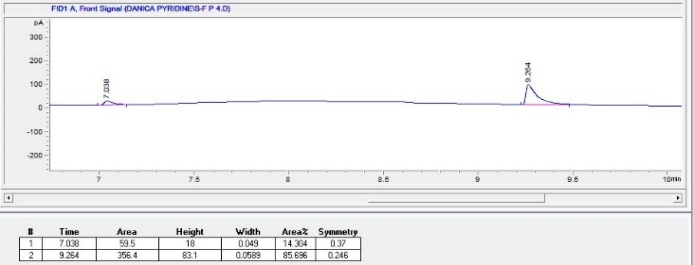 FID1 A, Front Signal (DANICA PYRIDINE\S-F P 4.D)
pA
300
200
100
0
-100
-200
7.038
9.264
7 7.5 8 8.5 9 9.5 10min
# Time Area Height Width Area% Symmetry
1 7.038 59.5 18 0.049 14.304 0.37
2 9.264 356.4 83.1 0.0589 85.696 0.246